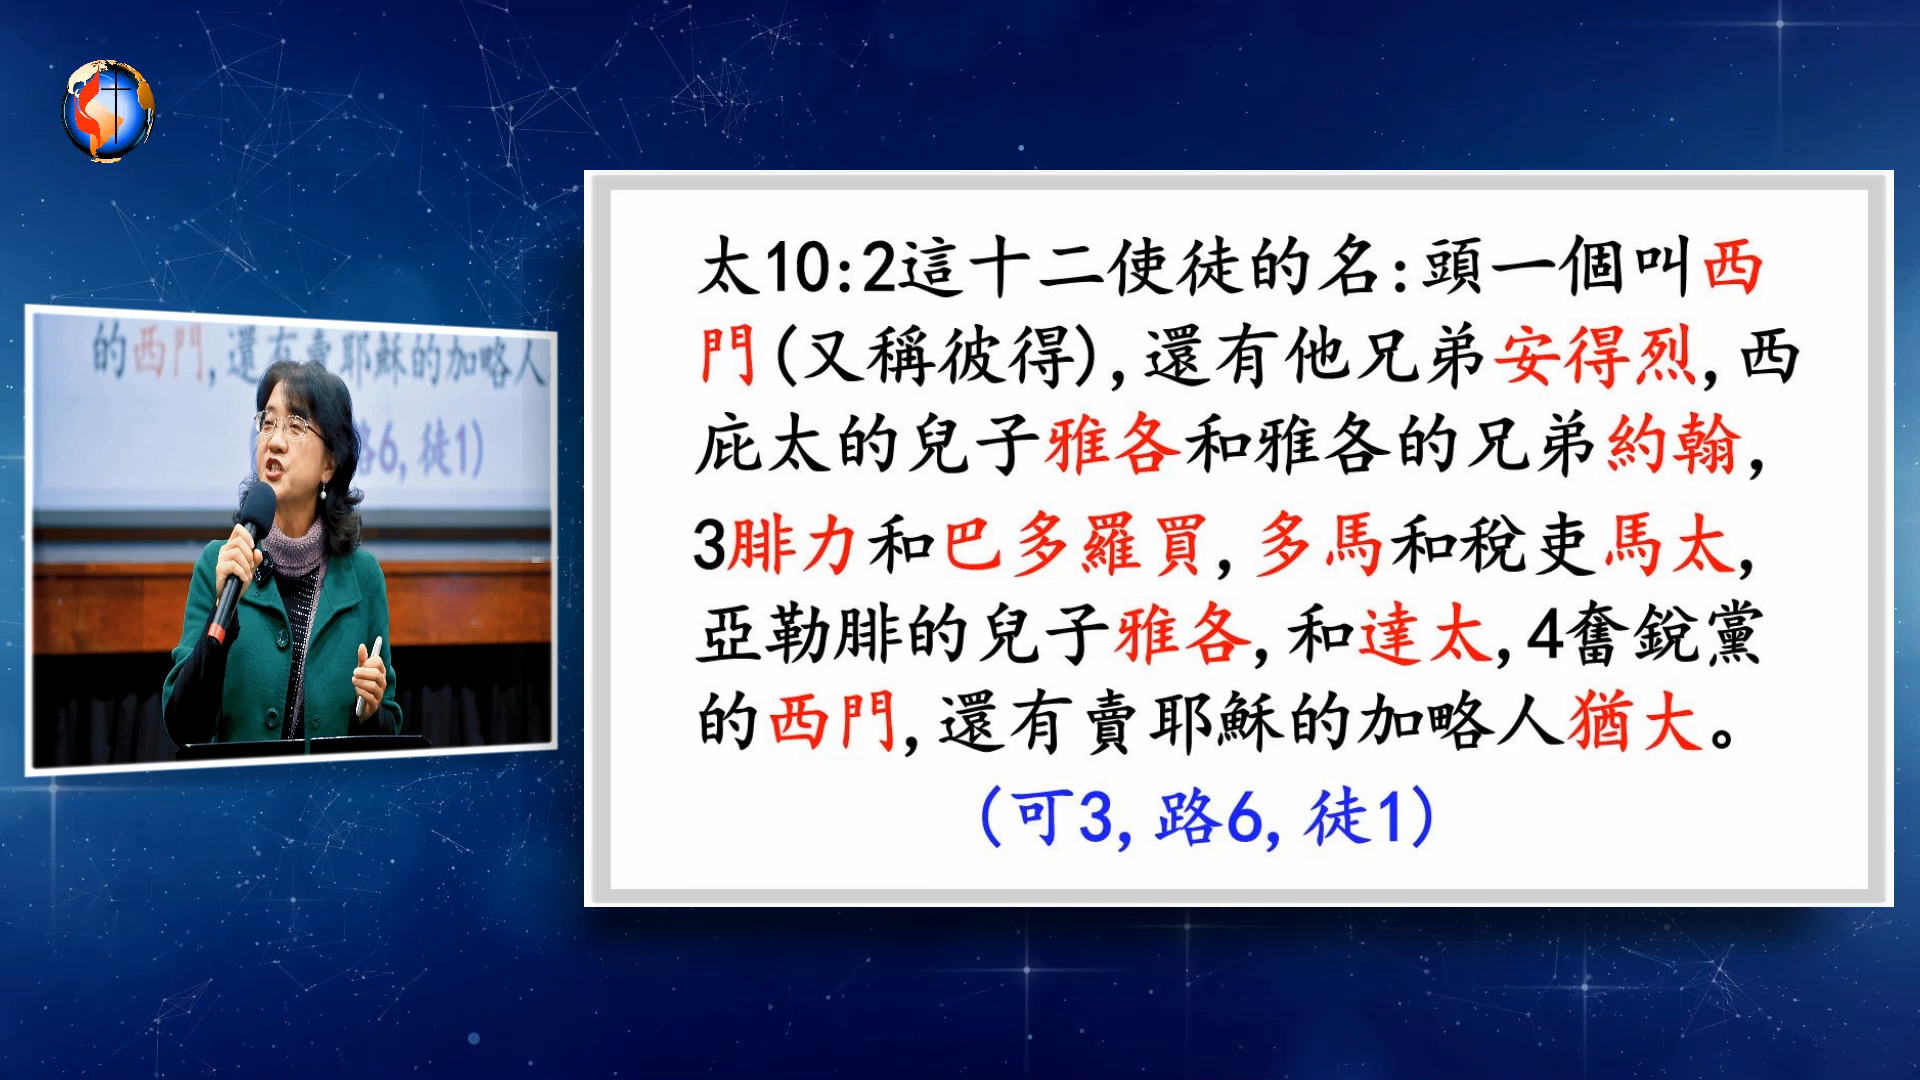 太10:2這十二使徒的名:頭一個叫西
門(又稱彼得),還有他兄弟安得烈,西
庇太的兒子雅各和雅各的兄弟約翰,
3腓力和巴多羅買,多馬和稅吏馬太,
亞勒腓的兒子雅各,和達太,4奮銳黨
的西門,還有賣耶穌的加略人猶大。
(可3,路6,徒1)
的西門,還有賣耶穌的加略人
路6,徒1)